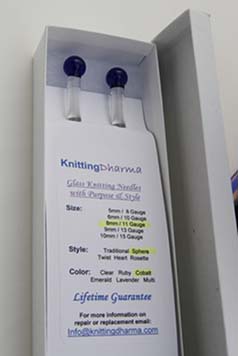 KnittingDharma
Glass Knitting Needles
with Purpose & Style
Size:
5mm / 8 Gauge
6mm / 10 Gauge
8mm / 11 Gauge
9mm / 13 Gauge
10mm / 15 Gauge
Style:
Traditional Sphere
Twist Heart Rosette
Color:
Clear Ruby Cobalt
Emerald Lavender Multi
Lifetime Guarantee
For more information on
repair or replacement email:
Info@knittingdharma.com